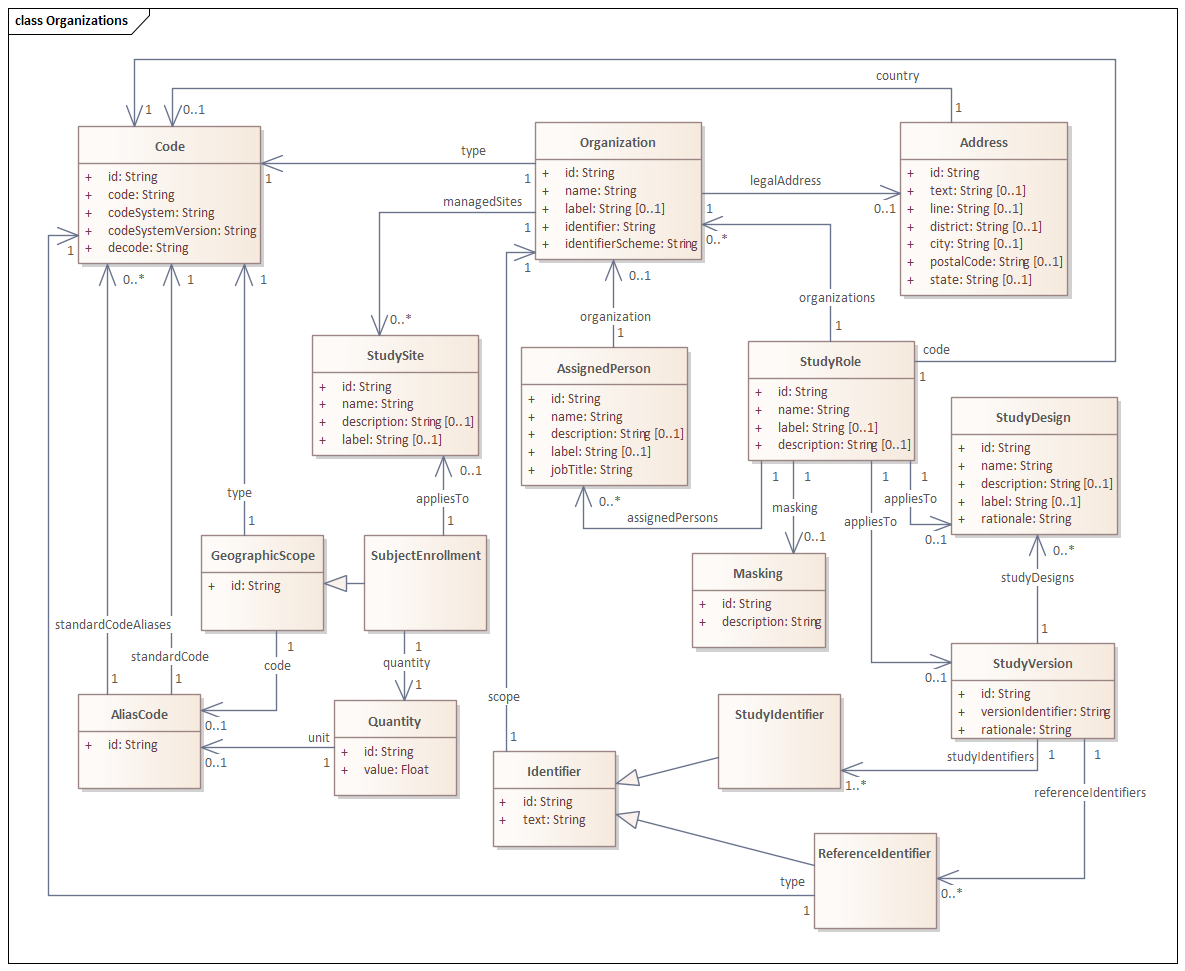 class Organizations
country
1
0..1
1
Code
+ id: String
+ code: String
+ codeSystem: String
+ codeSystemVersion: String
+ decode: String
Organization
+ id: String
+ name: String
+ label: String [0..1]
+ identifier: String
+ identifierScheme: String
Address
+ id: String
+ text: String [0..1]
+ line: String [0..1]
+ district: String [0..1]
+ city: String [0..1]
+ postalCode: String [0..1]
+ state: String [0..1]
type
1
1
managedSites
1
0..*
legalAddress
1
0..1
0..*
organizations
1
1
0..*
1
1
1
0..1
organization
1
StudySite
+ id: String
+ name: String
+ description: String [0..1]
+ label: String [0..1]
AssignedPerson
+ id: String
+ name: String
+ description: String [0..1]
+ label: String [0..1]
+ jobTitle: String
StudyRole
+ id: String
+ name: String
+ label: String [0..1]
+ description: String [0..1]
code
1
StudyDesign
+ id: String
+ name: String
+ description: String [0..1]
+ label: String [0..1]
+ rationale: String
0..1
appliesTo
1
type
1
0..*
assignedPersons
1
1
masking
0..1
1
appliesTo
0..1
1
appliesTo
0..1
0..*
studyDesigns
1
GeographicScope
+ id: String
SubjectEnrollment
Masking
+ id: String
+ description: String
standardCodeAliases
1
standardCode
1
1
code
0..1
1
quantity
1
StudyVersion
+ id: String
+ versionIdentifier: String
+ rationale: String
AliasCode
+ id: String
Quantity
+ id: String
+ value: Float
unit
1
0..1
scope
1
StudyIdentifier
Identifier
+ id: String
+ text: String
studyIdentifiers
1
1..*
1
referenceIdentifiers
0..*
ReferenceIdentifier
type
1